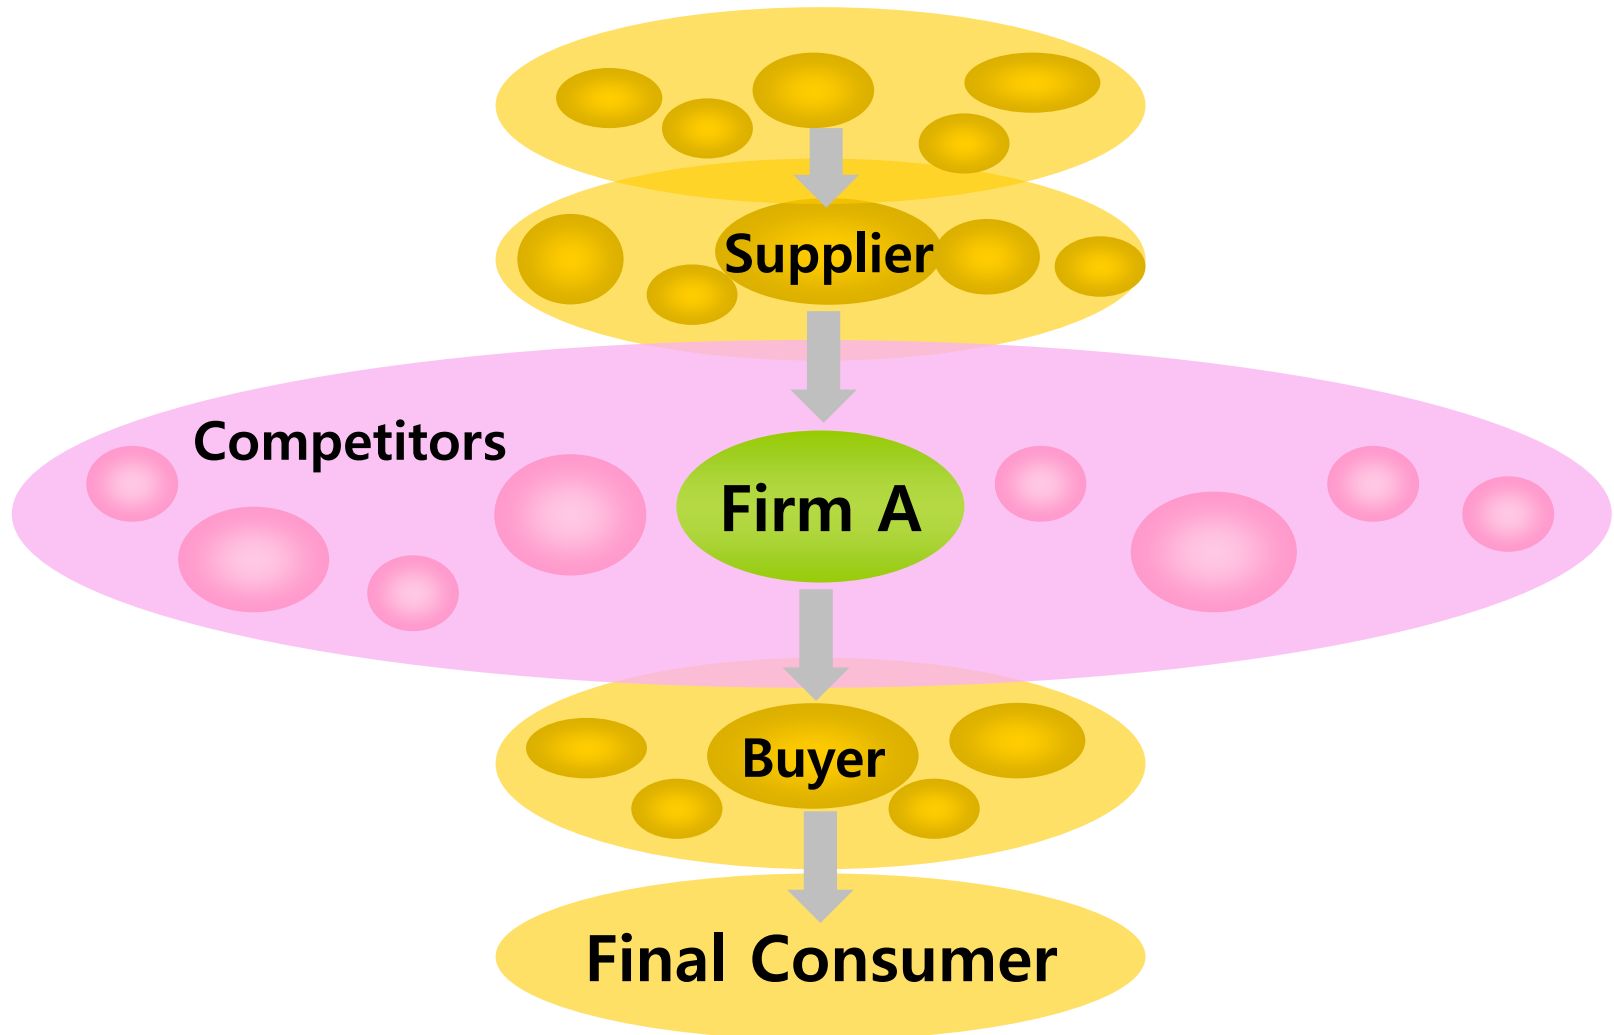 Supplier
Competitors
Firm A
Buyer
Final Consumer